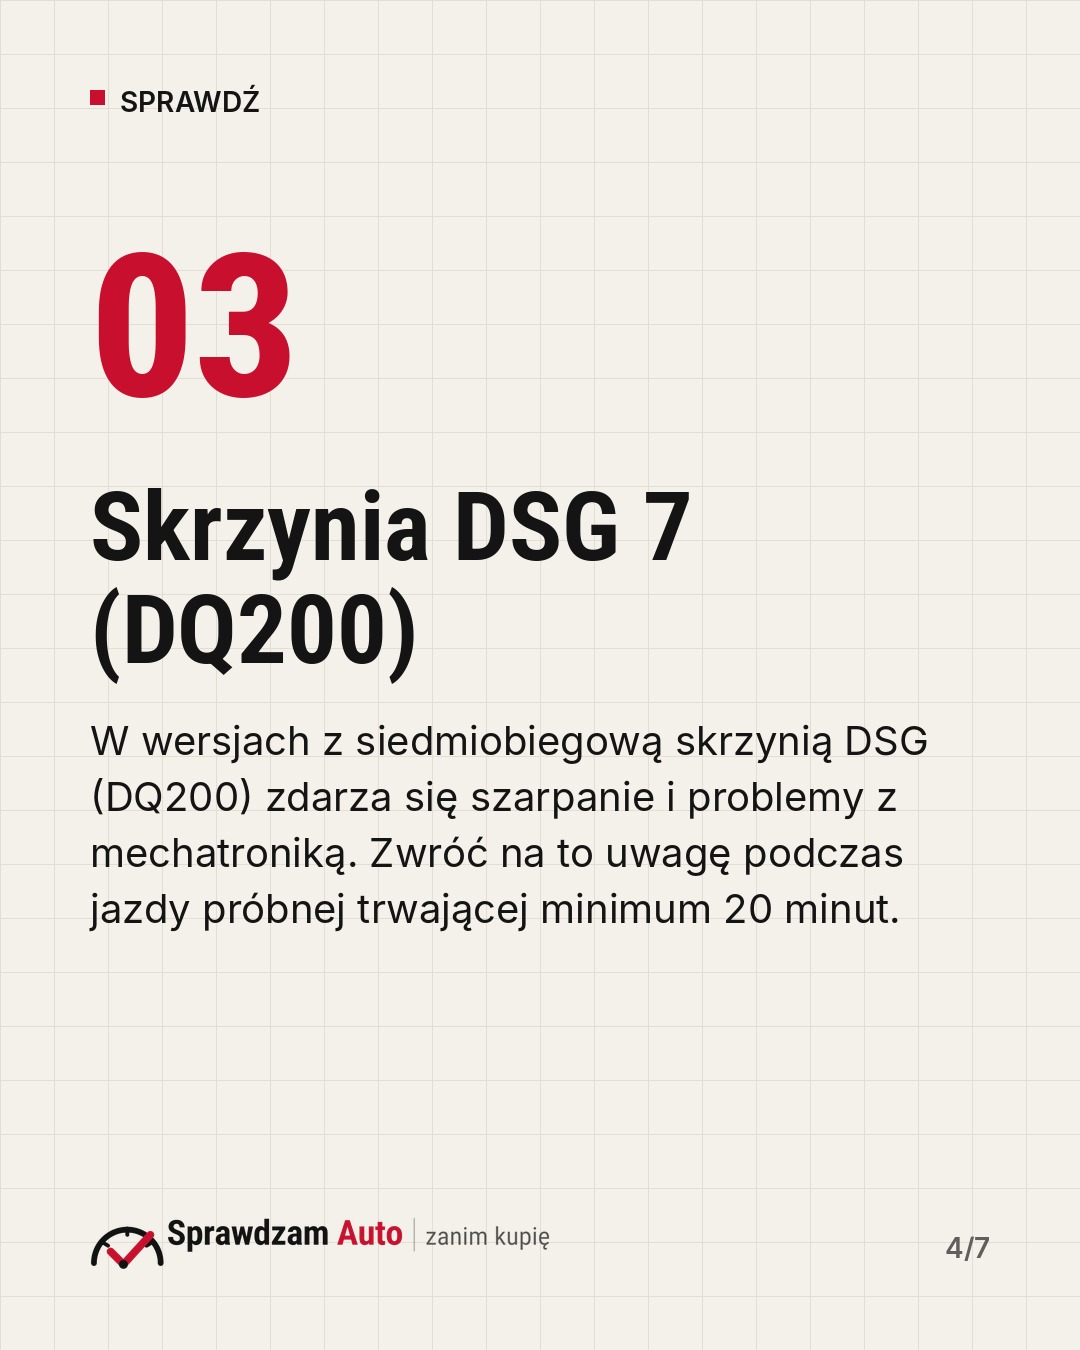 SPRAWDŹ
03
Skrzynia DSG 7
(DQ200)
W wersjach z siedmiobiegową skrzynią DSG
(DQ200) zdarza się szarpanie i problemy z
mechatroniką. Zwróć na to uwagę podczas
jazdy próbnej trwającej minimum 20 minut.
Sprawdzam Auto | zanim kupię
4/7